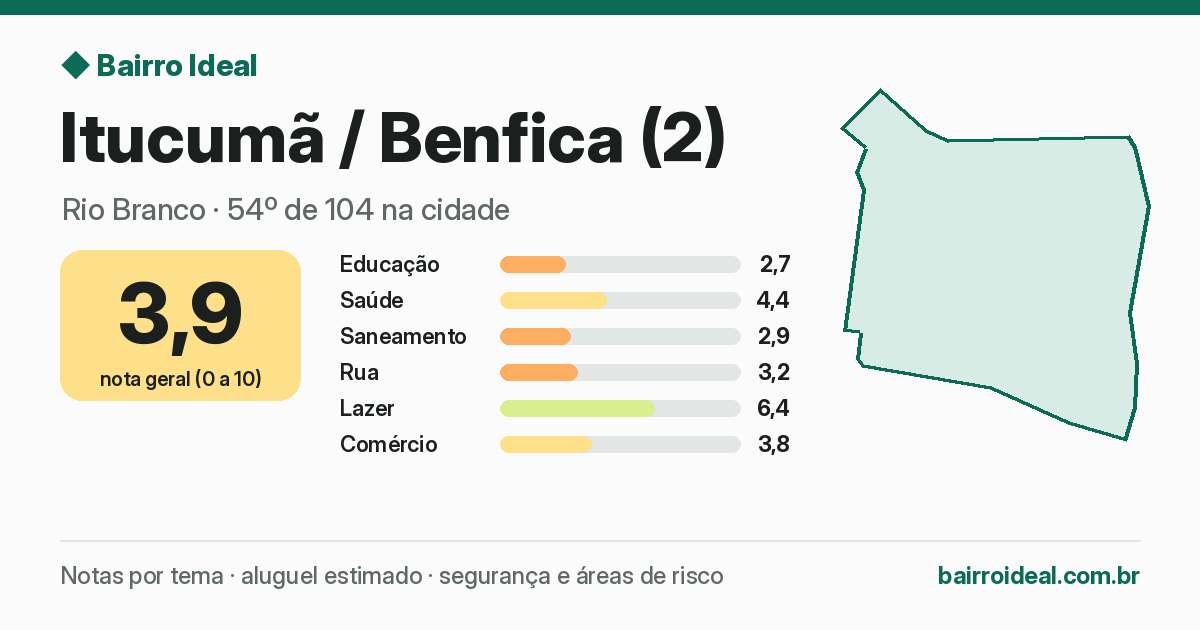 Bairro Ideal
Itucumã / Benfica (2)
Rio Branco · 54º de 104 na cidade
3,9
nota geral (0 a 10)
Educação 2,7
Saúde 4,4
Saneamento 2,9
Rua 3,2
Lazer 6,4
Comércio 3,8
Notas por tema · aluguel estimado · segurança e áreas de risco
bairroideal.com.br